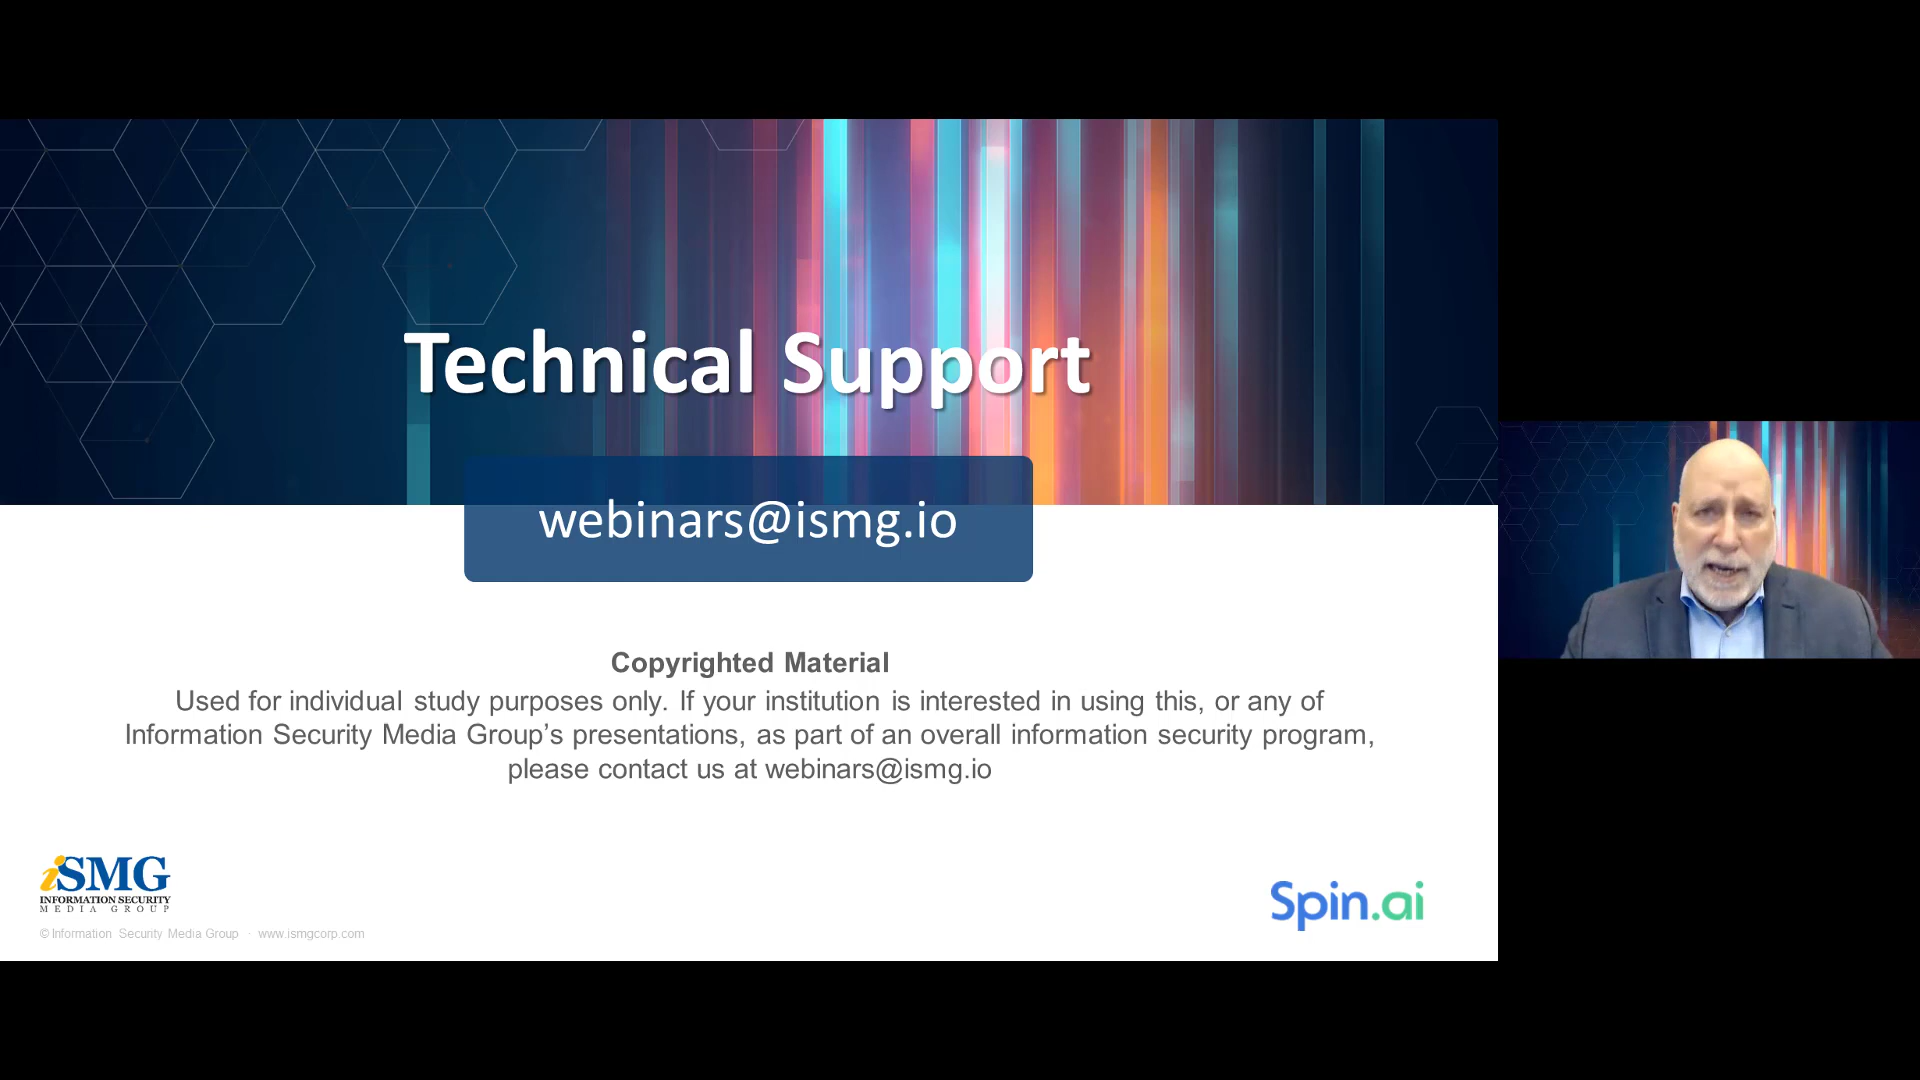 Technical Support
webinars@ismg.io
Copyrighted Material
Used for individual study purposes only. If your institution is interested in using this, or any of
Information Security Media Group’s presentations, as part of an overall information security program,
please contact us at webinars@ismg.io
iSMG
INFORMATION SECURITY
MEDIA GROUP
© Information Security Media Group · www.ismgcorp.com
Spin.ai